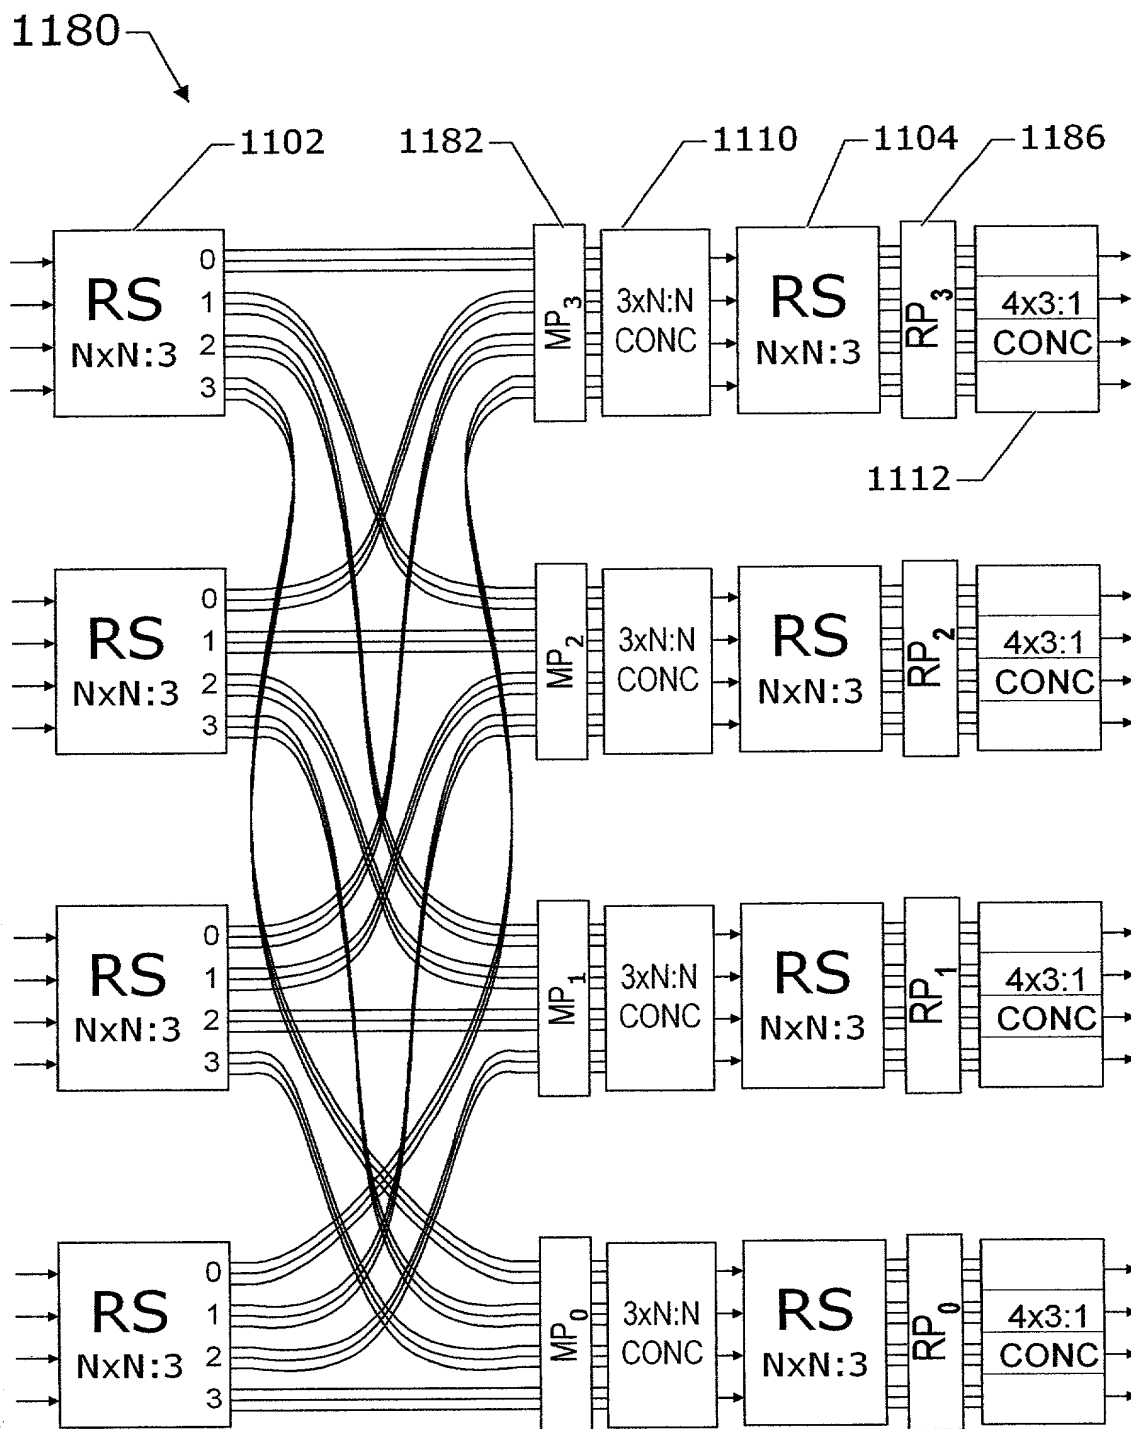 1180
1102
1182
1110
1104
1186
RS
NxN:3
0
1
2
3
MP3
3xN:N
CONC
RS
NxN:3
RP3
4x3:1
CONC
1112
RS
NxN:3
0
1
2
3
MP2
3xN:N
CONC
RS
NxN:3
RP2
4x3:1
CONC
RS
NxN:3
0
1
2
3
MP1
3xN:N
CONC
RS
NxN:3
RP1
4x3:1
CONC
RS
NxN:3
0
1
2
3
MP0
3xN:N
CONC
RS
NxN:3
RP0
4x3:1
CONC